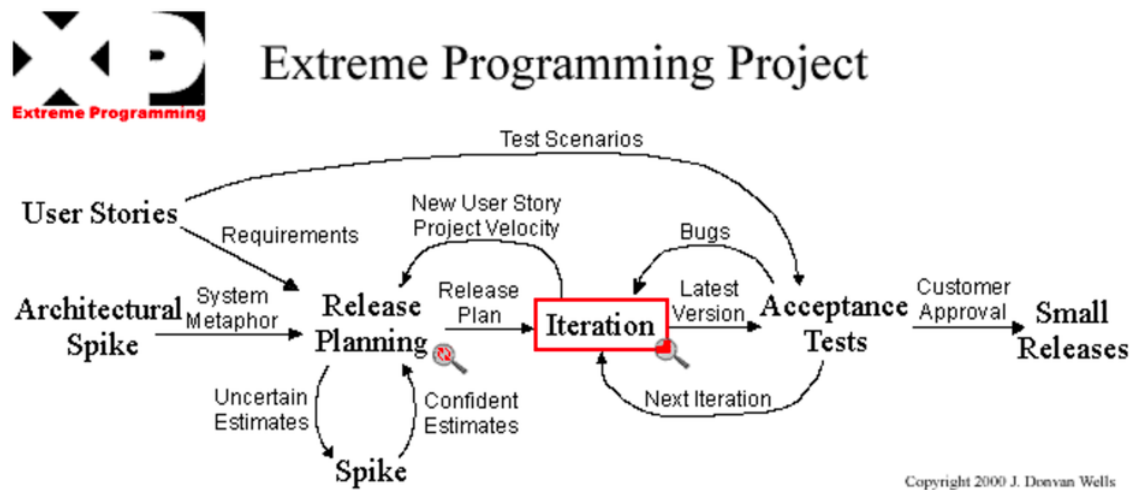 XP
Extreme Programming
Extreme Programming Project
Test Scenarios
User Stories
Requirements
New User Story
Project Velocity
Bugs
Architectural
Spike
System
Metaphor
Release
Planning
Release
Plan
Iteration
Latest
Version
Acceptance
Tests
Customer
Approval
Small
Releases
Uncertain
Estimates
Confident
Estimates
Next Iteration
Spike
Copyright 2000 J. Donvan Wells